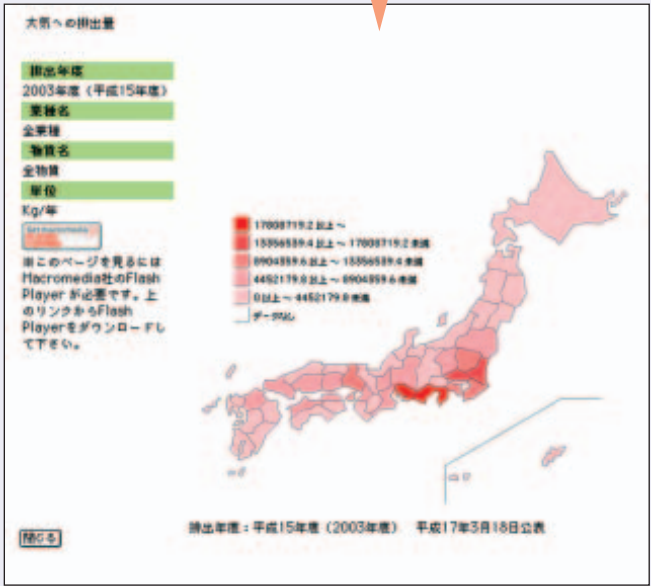 大気への排出量
排出年度
2003年度（平成15年度）
業種名
全業種
物質名
全物質
単位
Kg/年
※このページを見るには
Macromedia社のFlash
Player が必要です。上
のリンクからFlash
Playerをダウンロードし
て下さい。
17808719.2以上～
13356539.4以上～17808719.2未満
8904359.6以上～13356539.4未満
4452179.8以上～8904359.6未満
0以上～4452179.8未満
データなし
排出年度：平成15年度（2003年度）　平成17年3月18日公表
閉じる